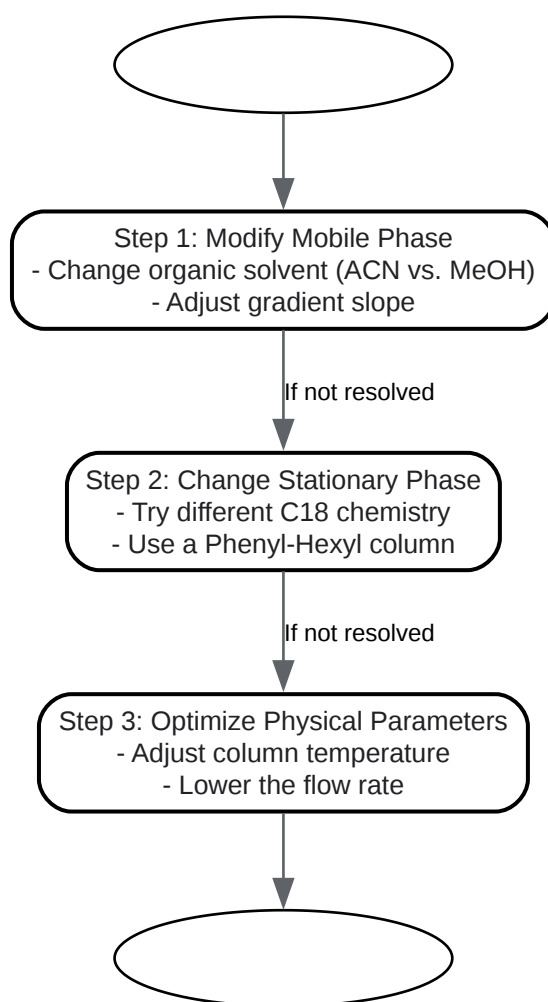 Step 1: Modify Mobile Phase
- Change organic solvent (ACN vs. MeOH)
- Adjust gradient slope
If not resolved
Step 2: Change Stationary Phase
- Try different C18 chemistry
- Use a Phenyl-Hexyl column
If not resolved
Step 3: Optimize Physical Parameters
- Adjust column temperature
- Lower the flow rate